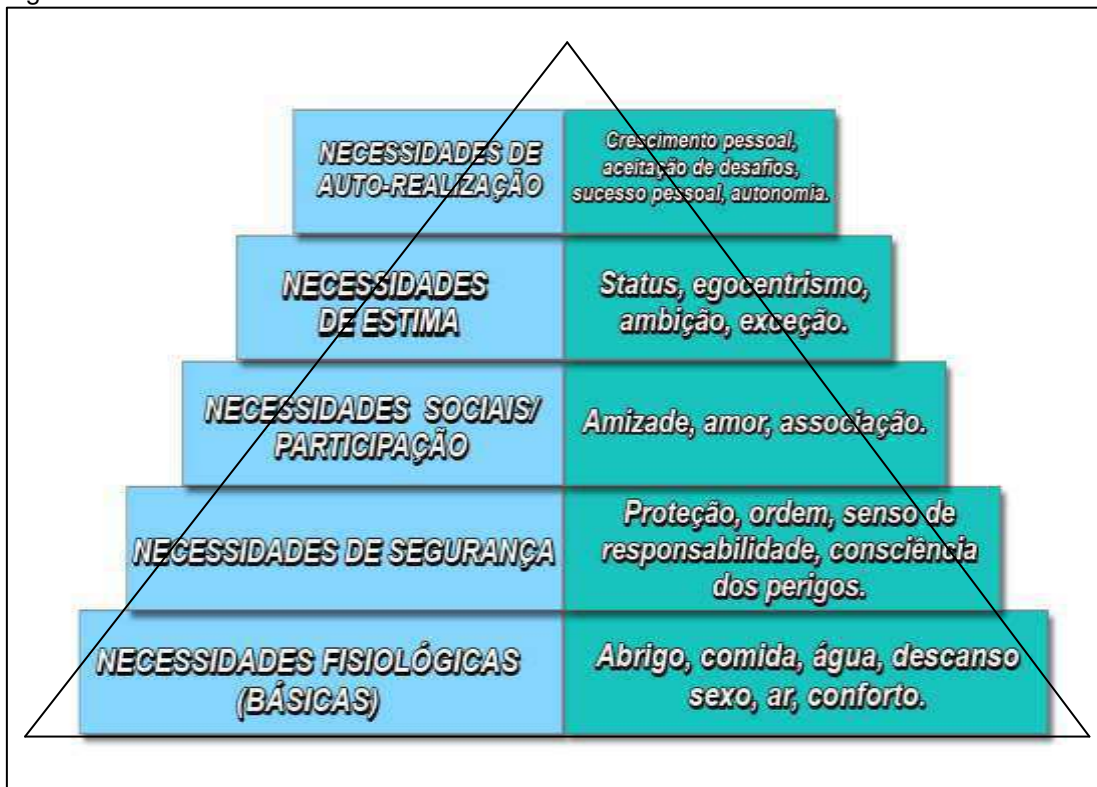 NECESSIDADES DE
AUTO-REALIZAÇÃO
Crescimento pessoal,
aceitação de desafios,
sucesso pessoal, autonomia.
NECESSIDADES
DE ESTIMA
Status, egocentrismo,
ambição, exceção.
NECESSIDADES SOCIAIS/
PARTICIPAÇÃO
Amizade, amor, associação.
NECESSIDADES DE SEGURANÇA
Proteção, ordem, senso de
responsabilidade, consciência
dos perigos.
NECESSIDADES FISIOLÓGICAS
(BÁSICAS)
Abrigo, comida, água, descanso
sexo, ar, conforto.